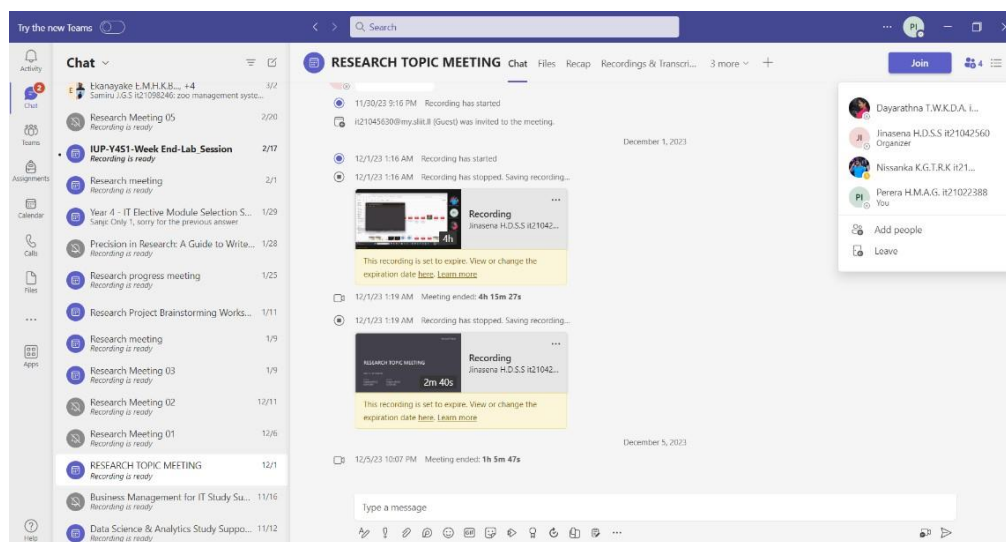 Try the new Teams
Search
PI
Activity
Chat
2
Teams
Assignments
Calendar
Calls
Files
Apps
Help
Chat
Ekanayake E.M.H.K.B..., +4 3/2
Samiru J.G.S it21098246: zoo management syste...
Research Meeting 05 2/20
Recording is ready
IUP-Y4S1-Week End-Lab_Session 2/17
Recording is ready
Research meeting 2/1
Recording is ready
Year 4 - IT Elective Module Selection S... 1/29
Sanjc Only 1, sorry for the previous answer
Precision in Research: A Guide to Write... 1/28
Recording is ready
Research progress meeting 1/25
Recording is ready
Research Project Brainstorming Works... 1/11
Research meeting 1/9
Recording is ready
Research Meeting 03 1/9
Recording is ready
Research Meeting 02 12/11
Recording is ready
Research Meeting 01 12/6
Recording is ready
RESEARCH TOPIC MEETING 12/1
Recording is ready
Business Management for IT Study Su... 11/16
Recording is ready
Data Science & Analytics Study Suppo... 11/12
Recording is ready
RESEARCH TOPIC MEETING Chat Files Recap Recordings & Transcri... 3 more
Join 4
11/30/23 9:16 PM Recording has started
it21045630@my.sliit.lk (Guest) was invited to the meeting.
December 1, 2023
12/1/23 1:16 AM Recording has started
12/1/23 1:16 AM Recording has stopped. Saving recording...
Recording
Jinasena H.D.S.S it21042...
4h
This recording is set to expire. View or change the
expiration date here. Learn more
12/1/23 1:19 AM Meeting ended: 4h 15m 27s
12/1/23 1:19 AM Recording has stopped. Saving recording...
RESEARCH TOPIC MEETING
Recording
Jinasena H.D.S.S it21042...
2m 40s
This recording is set to expire. View or change the
expiration date here. Learn more
December 5, 2023
12/5/23 10:07 PM Meeting ended: 1h 5m 47s
Type a message
GIF
Dayarathna T.W.K.D.A. i...
JI
Jinasena H.D.S.S it21042560
Organizer
Nissanka K.G.T.R.K it21...
PI
Perera H.M.A.G. it21022388
You
Add people
Leave